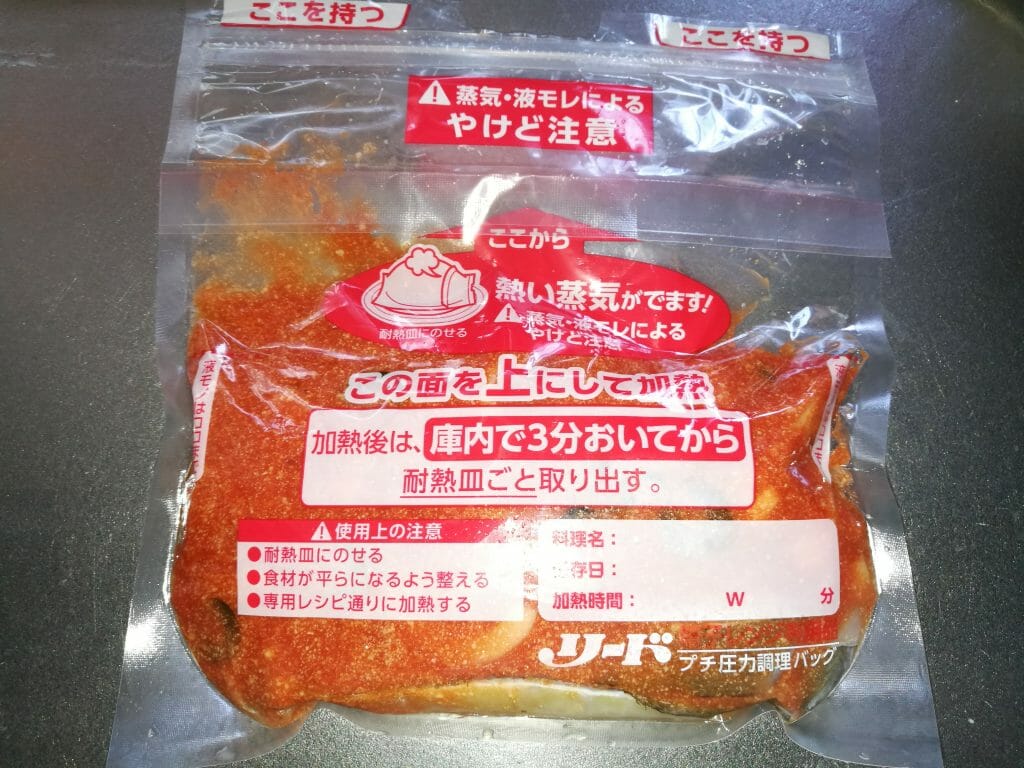 ここを持つ
ここを持つ
蒸気・液モレによる
やけど注意
ここから
熱い蒸気がでます!
耐熱皿にのせる
蒸気・液モレによる
やけど注意
この面を上にして加熱
加熱後は、庫内で3分おいてから
耐熱皿ごと取り出す。
使用上の注意
●耐熱皿にのせる
●食材が平らになるよう整える
●専用レシピ通りに加熱する
料理名：
存日：
加熱時間： W 分
リード
プチ圧力調理バッグ